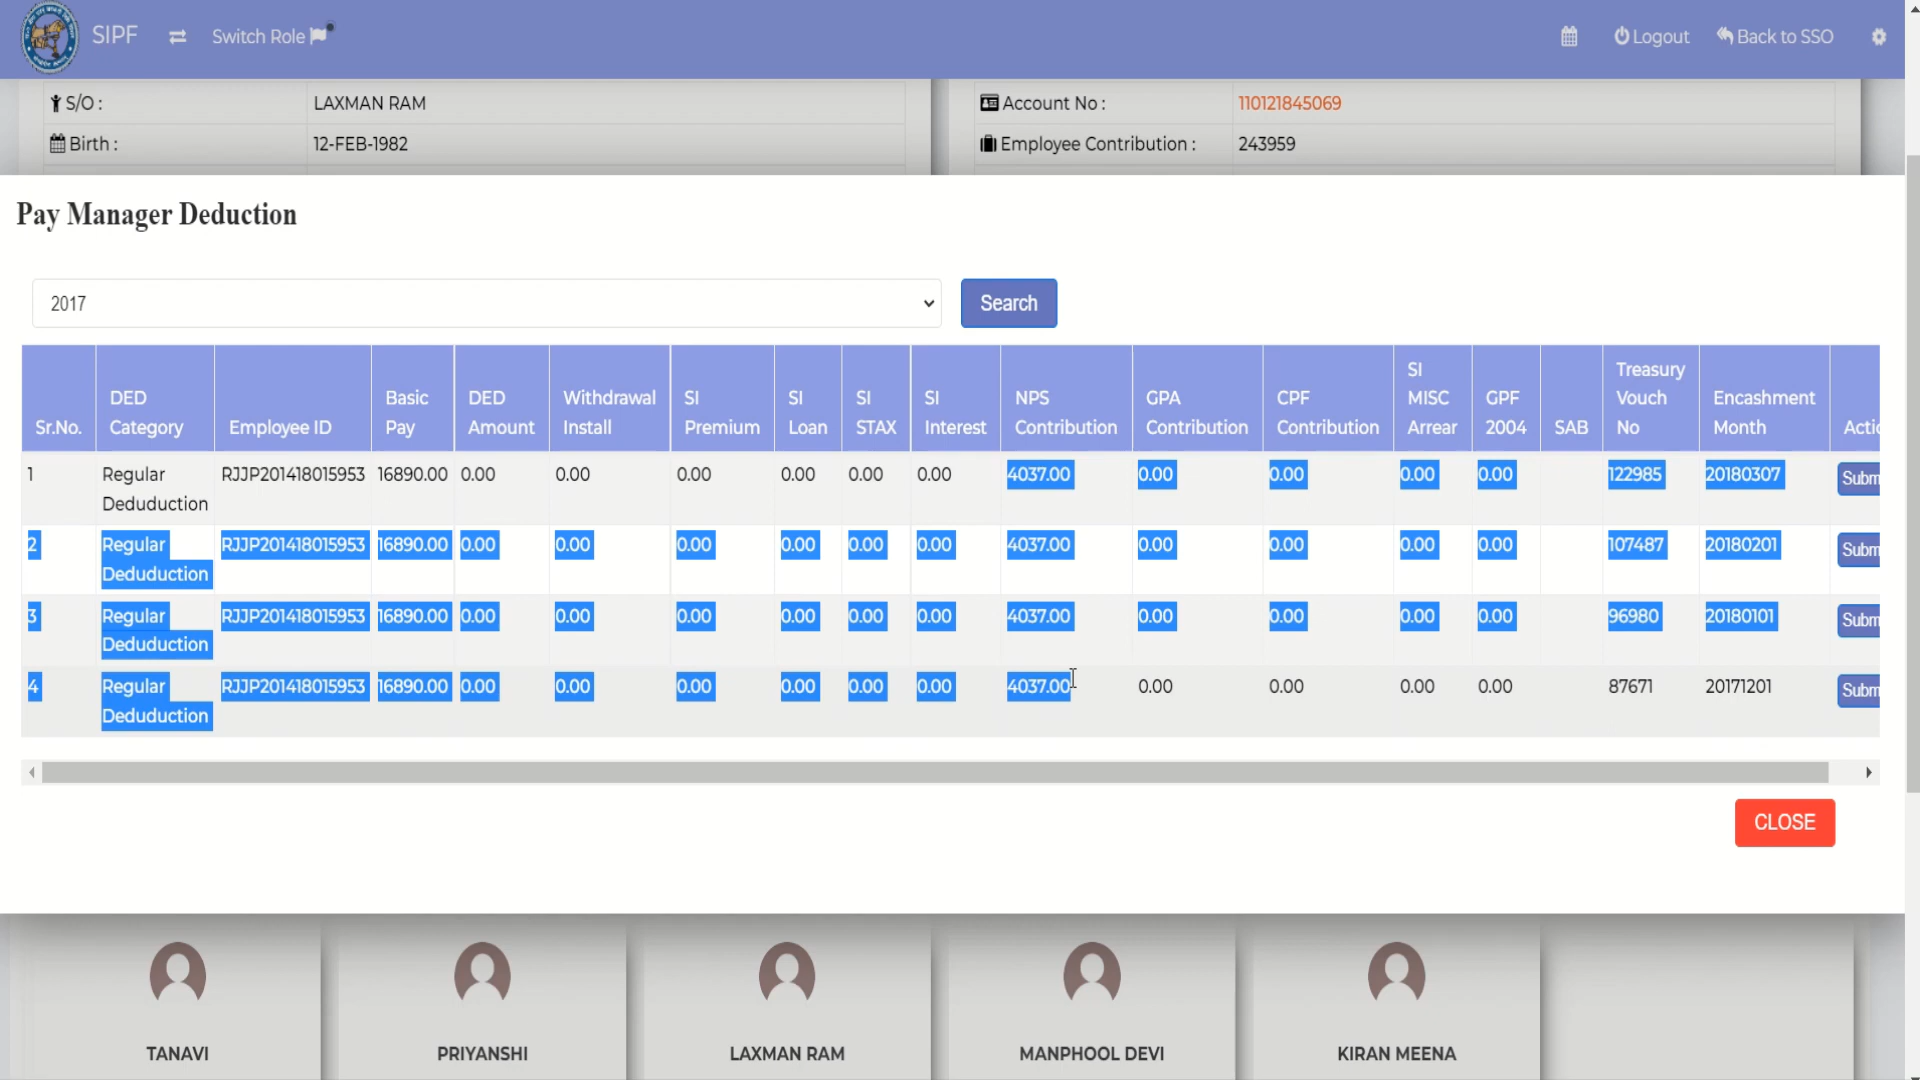 SIPF Switch Role Logout Back to SSO
S/O : LAXMAN RAM Account No : 110121845069
Birth : 12-FEB-1982 Employee Contribution : 243959
Pay Manager Deduction
2017 Search
Sr.No. DED Category Employee ID Basic Pay DED Amount Withdrawal Install SI Premium SI Loan SI STAX SI Interest NPS Contribution GPA Contribution CPF Contribution SI MISC Arrear GPF 2004 SAB Treasury Vouch No Encashment Month
1 Regular Deduduction RJJP201418015953 16890.00 0.00 0.00 0.00 0.00 0.00 0.00 4037.00 0.00 0.00 0.00 0.00 122985 20180307
2 Regular Deduduction RJJP201418015953 16890.00 0.00 0.00 0.00 0.00 0.00 0.00 4037.00 0.00 0.00 0.00 0.00 107487 20180201
3 Regular Deduduction RJJP201418015953 16890.00 0.00 0.00 0.00 0.00 0.00 0.00 4037.00 0.00 0.00 0.00 0.00 96980 20180101
4 Regular Deduduction RJJP201418015953 16890.00 0.00 0.00 0.00 0.00 0.00 0.00 4037.00 0.00 0.00 0.00 0.00 87671 20171201
CLOSE
TANAVI PRIYANSHI LAXMAN RAM MANPHOOL DEVI KIRAN MEENA